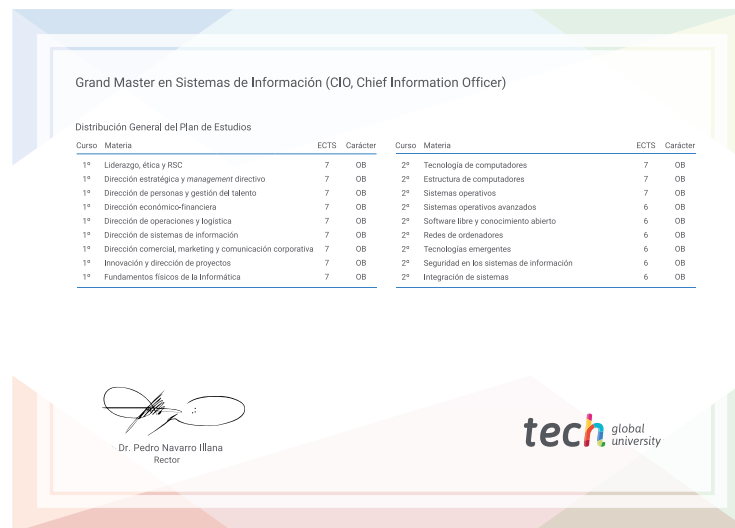 Grand Master en Sistemas de Información (CIO, Chief Information Officer)
Distribución General del Plan de Estudios
Curso Materia ECTS Carácter
1º Liderazgo, ética y RSC 7 OB
1º Dirección estratégica y management directivo 7 OB
1º Dirección de personas y gestión del talento 7 OB
1º Dirección económico-financiera 7 OB
1º Dirección de operaciones y logística 7 OB
1º Dirección de sistemas de información 7 OB
1º Dirección comercial, marketing y comunicación corporativa 7 OB
1º Innovación y dirección de proyectos 7 OB
1º Fundamentos físicos de la Informática 7 OB
Curso Materia ECTS Carácter
2º Tecnología de computadores 7 OB
2º Estructura de computadores 7 OB
2º Sistemas operativos 7 OB
2º Sistemas operativos avanzados 6 OB
2º Software libre y conocimiento abierto 6 OB
2º Redes de ordenadores 6 OB
2º Tecnologías emergentes 6 OB
2º Seguridad en los sistemas de información 6 OB
2º Integración de sistemas 6 OB
Dr. Pedro Navarro Illana
Rector
tech global
university